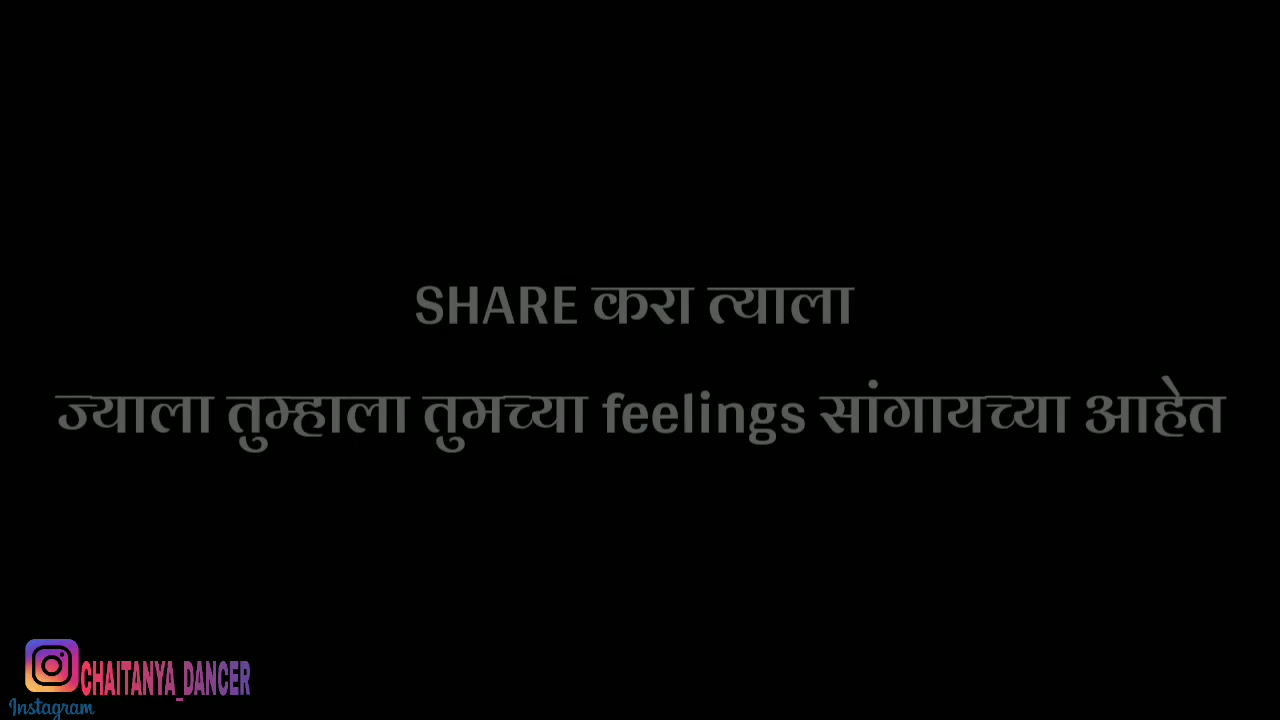 SHARE करा त्याला
ज्याला तुम्हाला तुमच्या feelings सांगायच्या आहेत
CHAITANYA_DANCER
Instagram